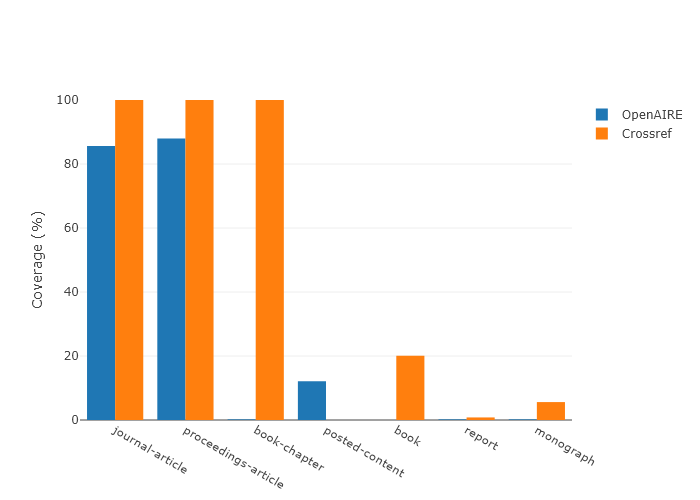 100
80
60
40
20
0
Coverage (%)
journal-article
proceedings-article
book-chapter
posted-content
book
report
monograph
OpenAIRE
Crossref